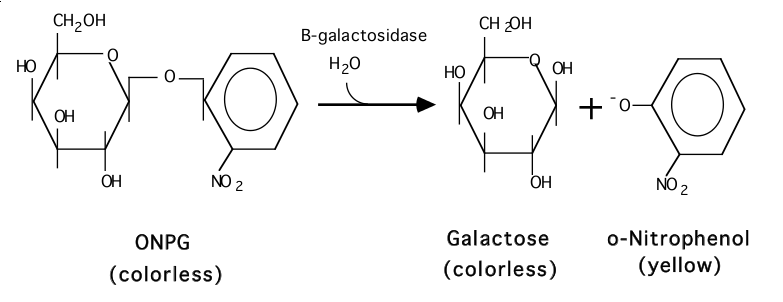 CH2OH
O
HO
OH
OH
O
NO2
B-galactosidase
H2O
CH2OH
O
HO
OH
OH
OH
+
-O
NO2
ONPG
(colorless)
Galactose
(colorless)
o-Nitrophenol
(yellow)